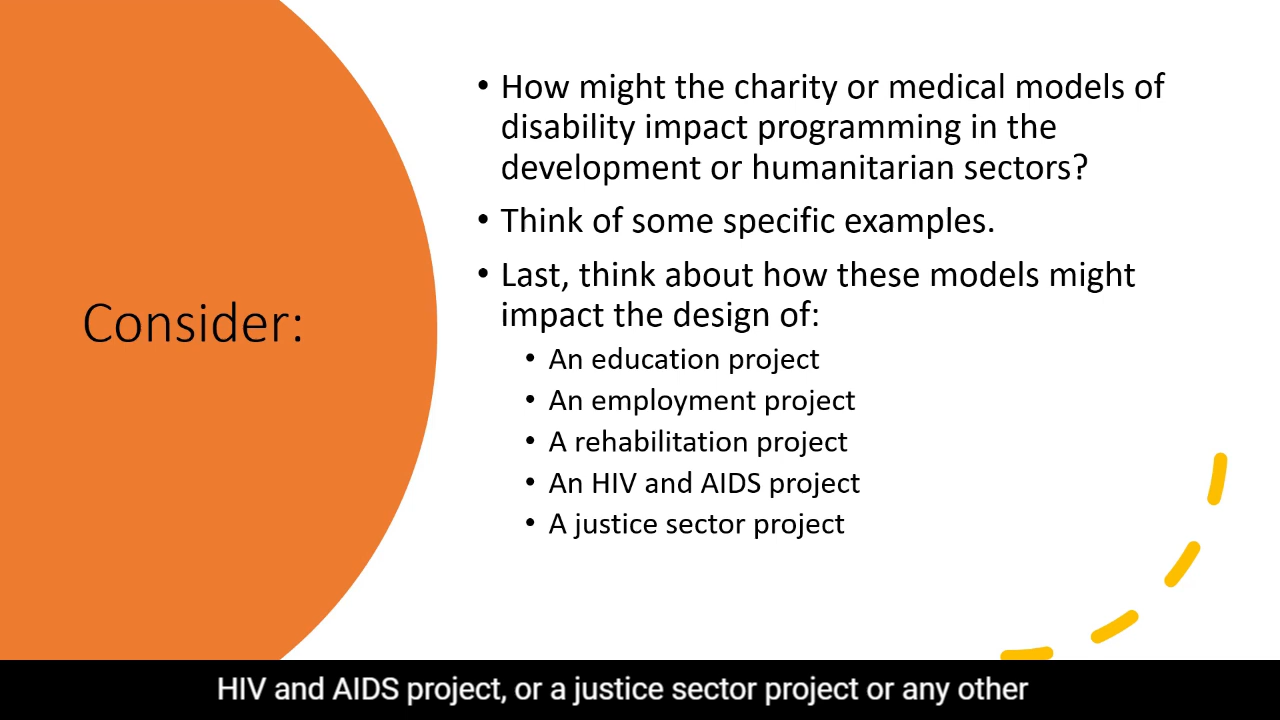 Consider:
• How might the charity or medical models of
disability impact programming in the
development or humanitarian sectors?
• Think of some specific examples.
• Last, think about how these models might
impact the design of:
• An education project
• An employment project
• A rehabilitation project
• An HIV and AIDS project
• A justice sector project
HIV and AIDS project, or a justice sector project or any other